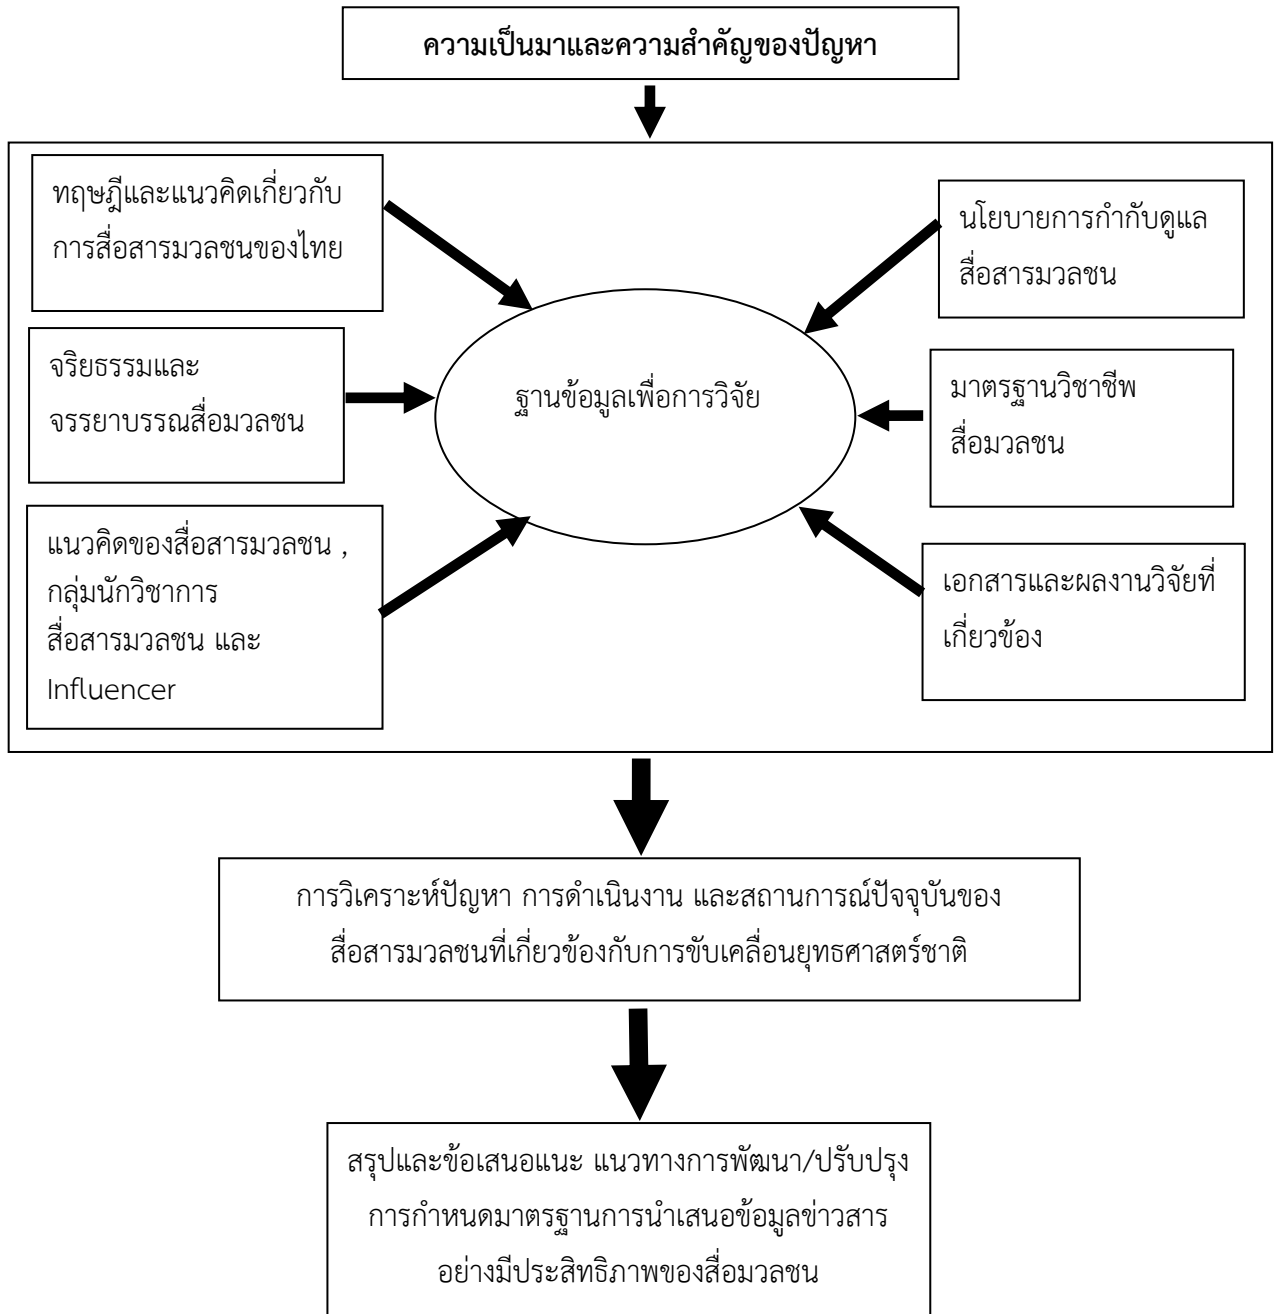 ความเป็นมาและความสำคัญของปัญหา
ทฤษฎีและแนวคิดเกี่ยวกับ
การสื่อสารมวลชนของไทย
จริยธรรมและ
จรรยาบรรณสื่อมวลชน
แนวคิดของสื่อสารมวลชน ,
กลุ่มนักวิชาการ
สื่อสารมวลชน และ
Influencer
ฐานข้อมูลเพื่อการวิจัย
นโยบายการกำกับดูแล
สื่อสารมวลชน
มาตรฐานวิชาชีพ
สื่อมวลชน
เอกสารและผลงานวิจัยที่
เกี่ยวข้อง
การวิเคราะห์ปัญหา การดำเนินงาน และสถานการณ์ปัจจุบันของ
สื่อสารมวลชนที่เกี่ยวข้องกับการขับเคลื่อนยุทธศาสตร์ชาติ
สรุปและข้อเสนอแนะ แนวทางการพัฒนา/ปรับปรุง
การกำหนดมาตรฐานการนำเสนอข้อมูลข่าวสาร
อย่างมีประสิทธิภาพของสื่อมวลชน